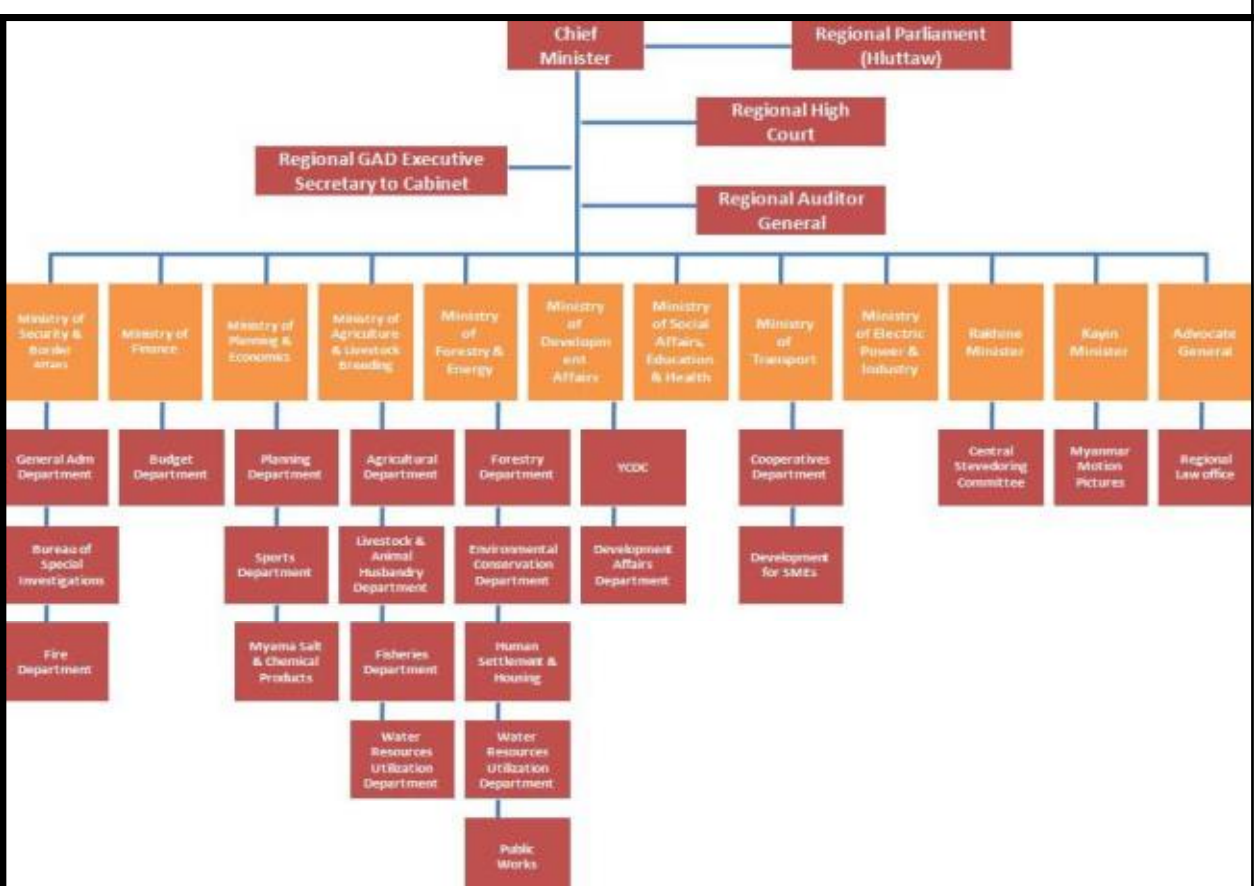 Chief
Minister
Regional Parliament
(Hluttaw)
Regional High
Court
Regional GAD Executive
Secretary to Cabinet
Regional Auditor
General
Ministry of
Security &
Border
Affairs
Ministry of
Finance
Ministry of
Planning &
Economics
Ministry of
Agriculture
& Livestock
Breeding
Ministry
of
Forestry &
Energy
Ministry
of
Developm
ent
Affairs
Ministry
of Social
Affairs,
Education
& Health
Ministry
of
Transport
Ministry
of Electric
Power &
Industry
Rakhine
Minister
Kayin
Minister
Advocate
General
General Adm
Department
Budget
Department
Planning
Department
Agricultural
Department
Forestry
Department
YCDC
Cooperatives
Department
Central
Stevedoring
Committee
Myanmar
Motion
Pictures
Regional
Law office
Bureau of
Special
Investigations
Sports
Department
Livestock &
Animal
Husbandry
Department
Environmental
Conservation
Department
Development
Affairs
Department
Development
for SMEs
Fire
Department
Myama Salt
& Chemical
Products
Fisheries
Department
Human
Settlement &
Housing
Water
Resources
Utilization
Department
Water
Resources
Utilization
Department
Public
Works